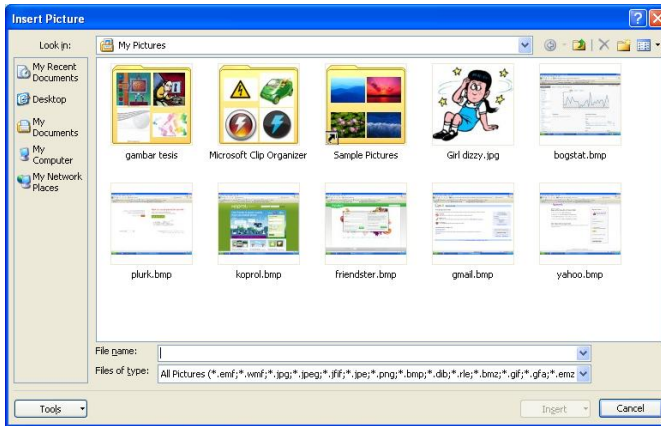 Insert Picture
Look in:
My Pictures
My Recent
Documents
Desktop
My
Documents
My
Computer
My Network
Places
gambar tesis
Microsoft Clip Organizer
Sample Pictures
Girl dizzy.jpg
bogstat.bmp
plurk.bmp
koprol.bmp
friendster.bmp
gmail.bmp
yahoo.bmp
File name:
Files of type:
All Pictures (*.emf;*.wmf;*.jpg;*.jpeg;*.jfif;*.jpe;*.png;*.bmp;*.dib;*.rle;*.bmz;*.gif;*.gfa;*.emz
Tools
Insert
Cancel